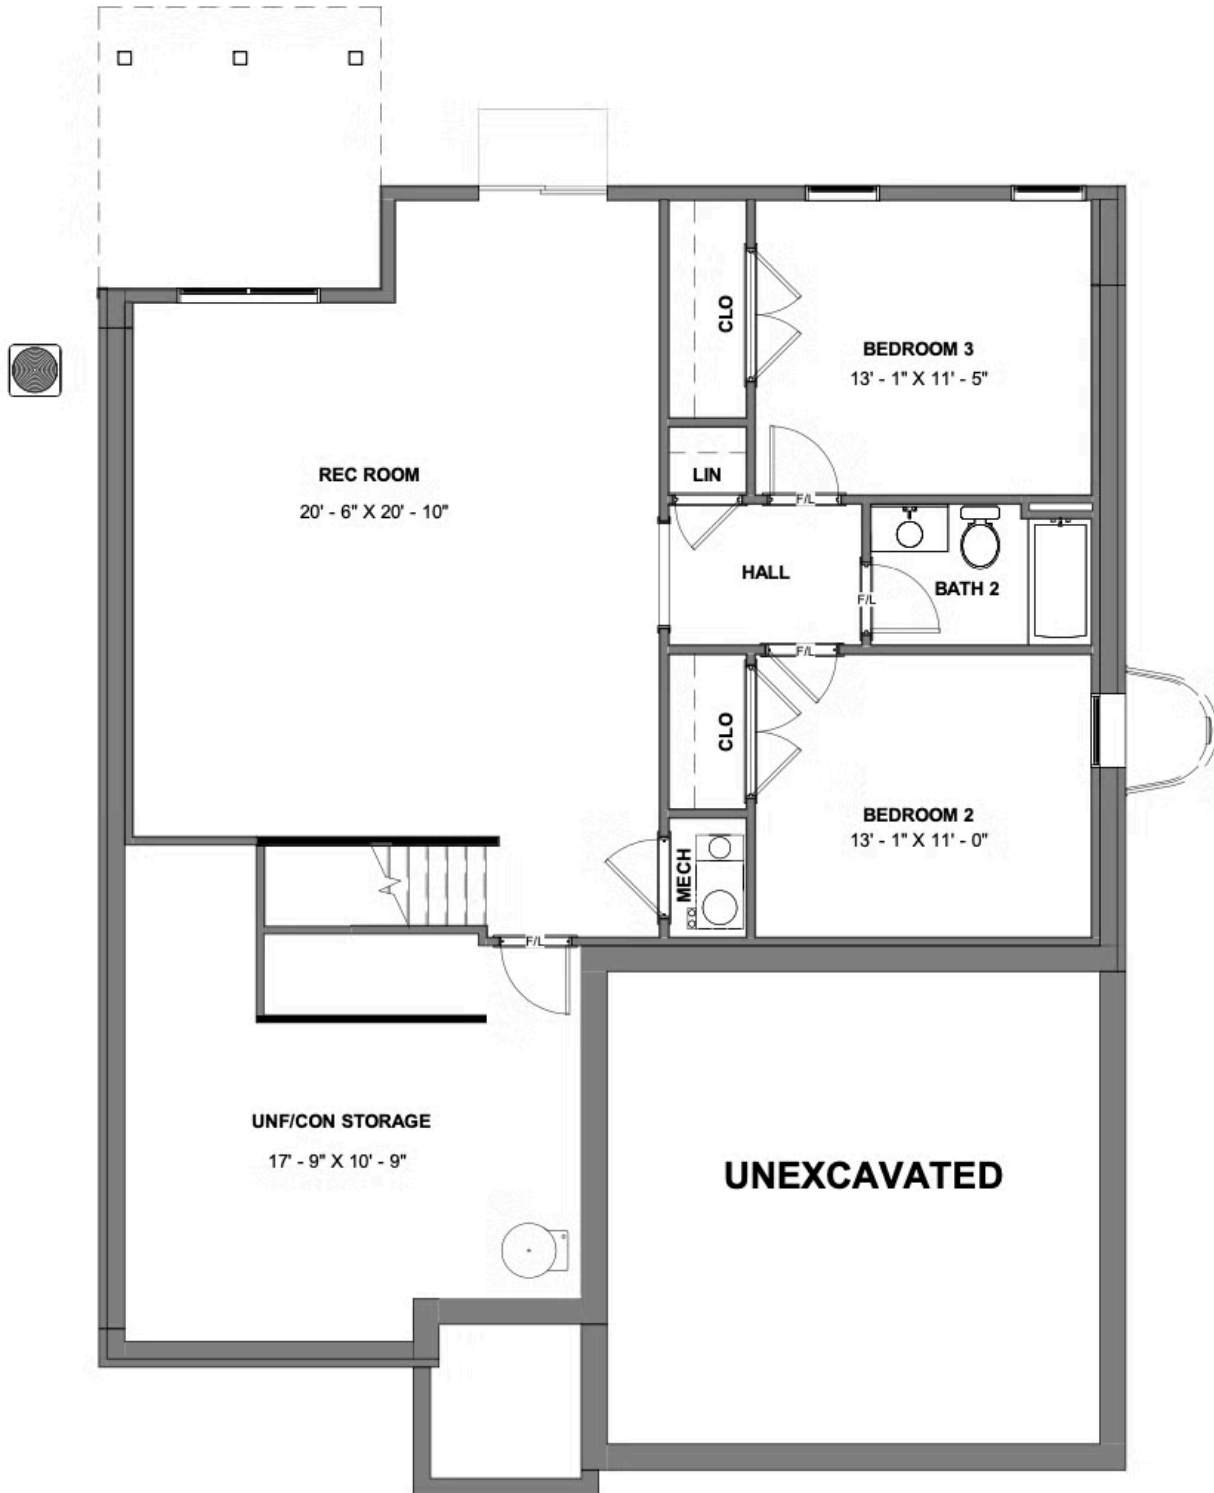 CLO
BEDROOM 3
13' - 1" X 11' - 5"
REC ROOM
20' - 6" X 20' - 10"
LIN
F/L
HALL
F/L
BATH 2
F/L
CLO
BEDROOM 2
13' - 1" X 11' - 0"
MECH
F/L
UNF/CON STORAGE
17' - 9" X 10' - 9"
UNEXCAVATED